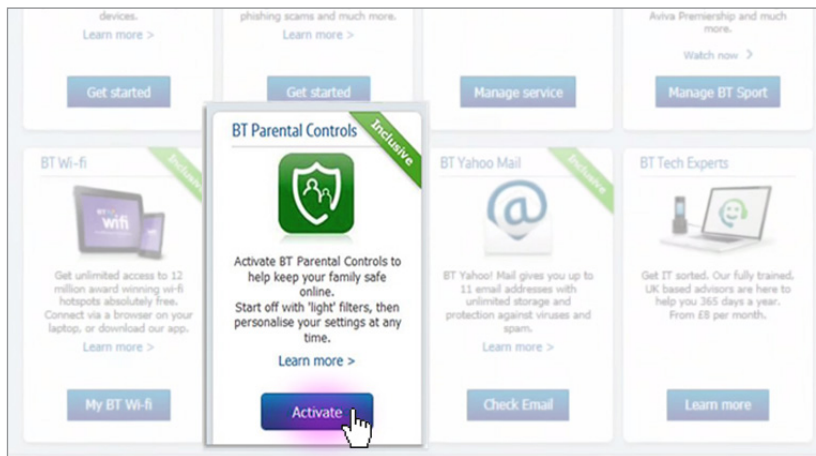 devices.
Learn more >
Get started
phishing scams and much more.
Learn more >
Get started
Manage service
Aviva Premiership and much
more.
Watch now >
Manage BT Sport
BT Wi-fi
Inclusive
BT
wifi
Get unlimited access to 12
million award winning wi-fi
hotspots absolutely free.
Connect via a browser on your
laptop, or download our app.
Learn more >
My BT Wi-fi
BT Parental Controls
Inclusive
Activate BT Parental Controls to
help keep your family safe
online.
Start off with 'light' filters, then
personalise your settings at any
time.
Learn more >
Activate
BT Yahoo Mail
Inclusive
@
BT Yahoo! Mail gives you up to
11 email addresses with
unlimited storage and
protection against viruses and
spam.
Learn more >
Check Email
BT Tech Experts
Get IT sorted. Our fully trained,
UK based advisors are here to
help you 365 days a year.
From £8 per month.
Learn more